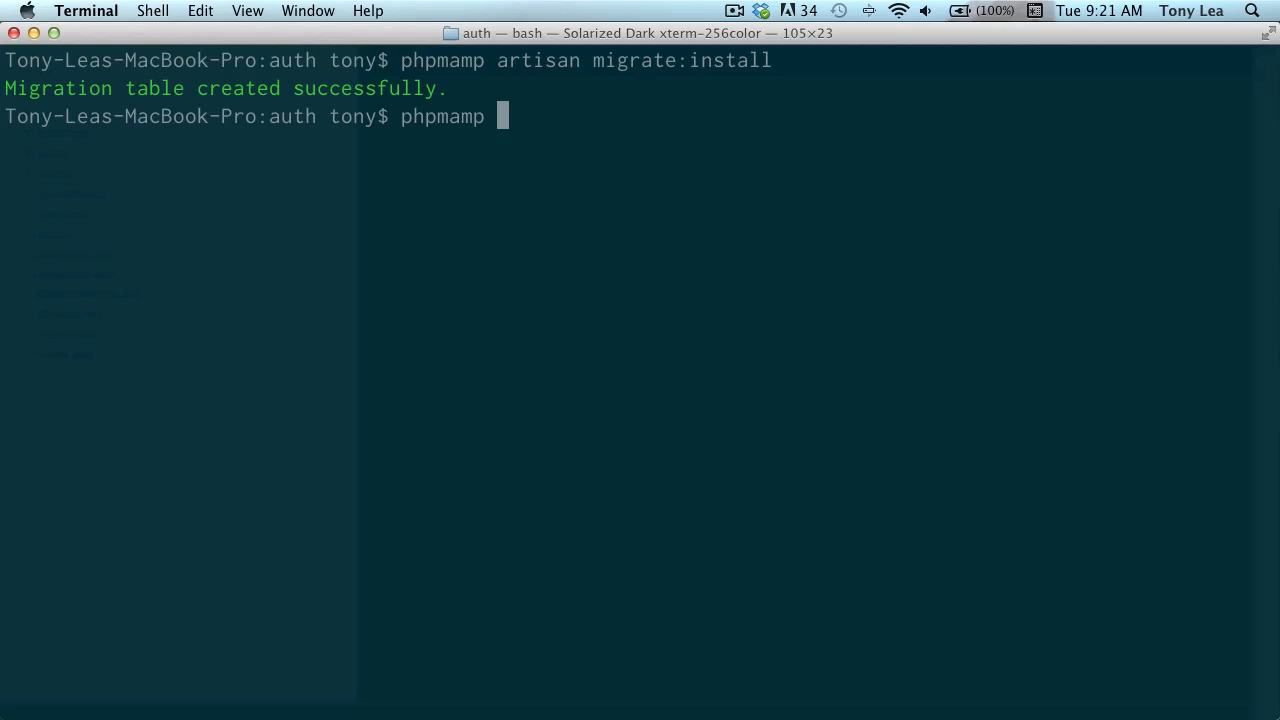 Terminal Shell Edit View Window Help 34 (100%) Tue 9:21 AM Tony Lea
auth — bash — Solarized Dark xterm-256color — 105×23
Tony-Leas-MacBook-Pro:auth tony$ phpmamp artisan migrate:install
Migration table created successfully.
Tony-Leas-MacBook-Pro:auth tony$ phpmamp